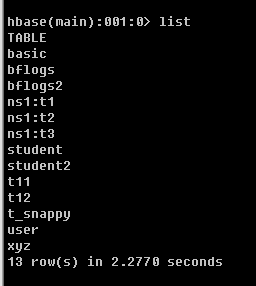 hbase(main):001:0> list
TABLE
basic
bflogs
bflogs2
ns1:t1
ns1:t2
ns1:t3
student
student2
t11
t12
t_snappy
user
xyz
13 row(s) in 2.2770 seconds